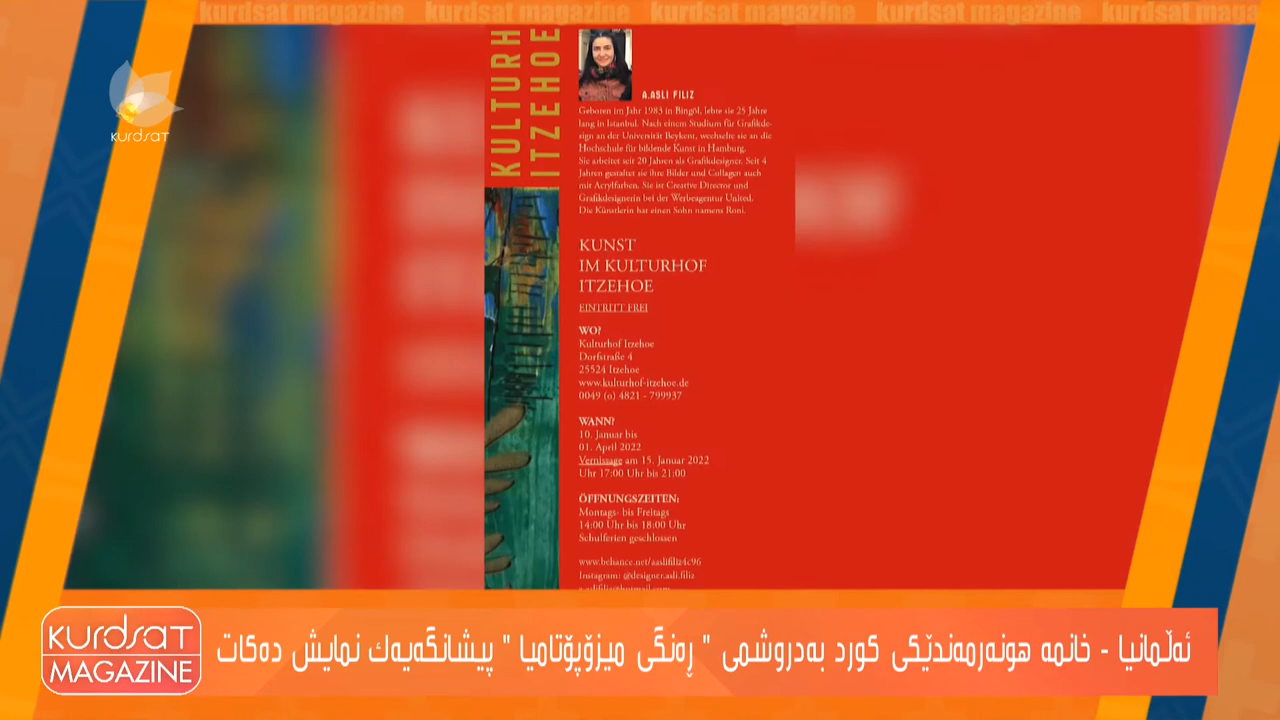 kurdsat magazine kurdsat magazine kurdsat magazine kurdsat magazine kurdsat maga
kurdsat
KULTURH
ITZEHOE
A.ASLI FILIZ
Geboren im Jahr 1983 in Bingöl, lebte sie 25 Jahre
lang in Istanbul. Nach einem Studium für Grafikde-
sign an der Universität Beykent, wechselte sie an die
Hochschule für bildende Kunst in Hamburg.
Sie arbeitet seit 20 Jahren als Grafikdesigner. Seit 4
Jahren gestaltet sie ihre Bilder und Collagen auch
mit Acrylfarben. Sie ist Creative Director und
Grafikdesignerin bei der Werbeagentur United.
Die Künstlerin hat einen Sohn namens Roni.
KUNST
IM KULTURHOF
ITZEHOE
EINTRITT FREI
WO?
Kulturhof Itzehoe
Dorfstraße 4
25524 Itzehoe
www.kulturhof-itzehoe.de
0049 (0) 4821 - 799937
WANN?
10. Januar bis
01. April 2022
Vernissage am 15. Januar 2022
Uhr 17:00 Uhr bis 21:00
ÖFFNUNGSZEITEN:
Montags- bis Freitags
14:00 Uhr bis 18:00 Uhr
Schulferien geschlossen
www.behance.net/aaslifiliz4c96
Instagram: @designer.asli.filiz
kurdsat
MAGAZINE
ئەڵمانیا - خانمە هونەرمەندێکی کورد بەدروشمی " ڕەنگی میزۆپۆتامیا " پیشانگەیەک نمایش دەکات